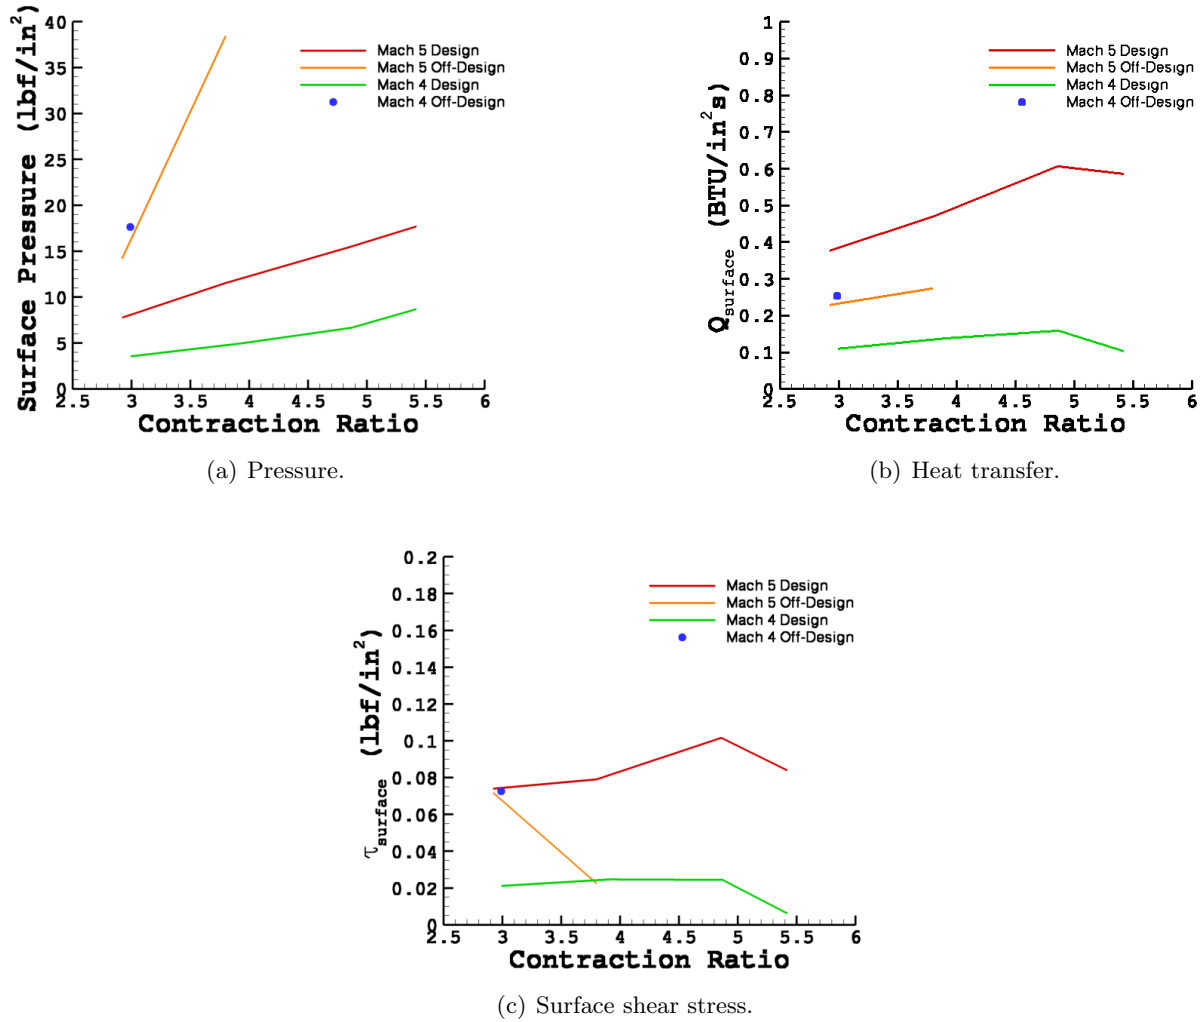 Surface Pressure (lbf/in²)
40
35
30
25
20
15
10
5
0
Mach 5 Design
Mach 5 Off-Design
Mach 4 Design
Mach 4 Off-Design
2.5 3 3.5 4 4.5 5 5.5 6
Contraction Ratio
(a) Pressure.
Q_surface (BTU/in²s)
1
0.9
0.8
0.7
0.6
0.5
0.4
0.3
0.2
0.1
0
Mach 5 Design
Mach 5 Off-Design
Mach 4 Design
Mach 4 Off-Design
2.5 3 3.5 4 4.5 5 5.5 6
Contraction Ratio
(b) Heat transfer.
τ_surface (lbf/in²)
0.2
0.18
0.16
0.14
0.12
0.1
0.08
0.06
0.04
0.02
0
Mach 5 Design
Mach 5 Off-Design
Mach 4 Design
Mach 4 Off-Design
2.5 3 3.5 4 4.5 5 5.5 6
Contraction Ratio
(c) Surface shear stress.